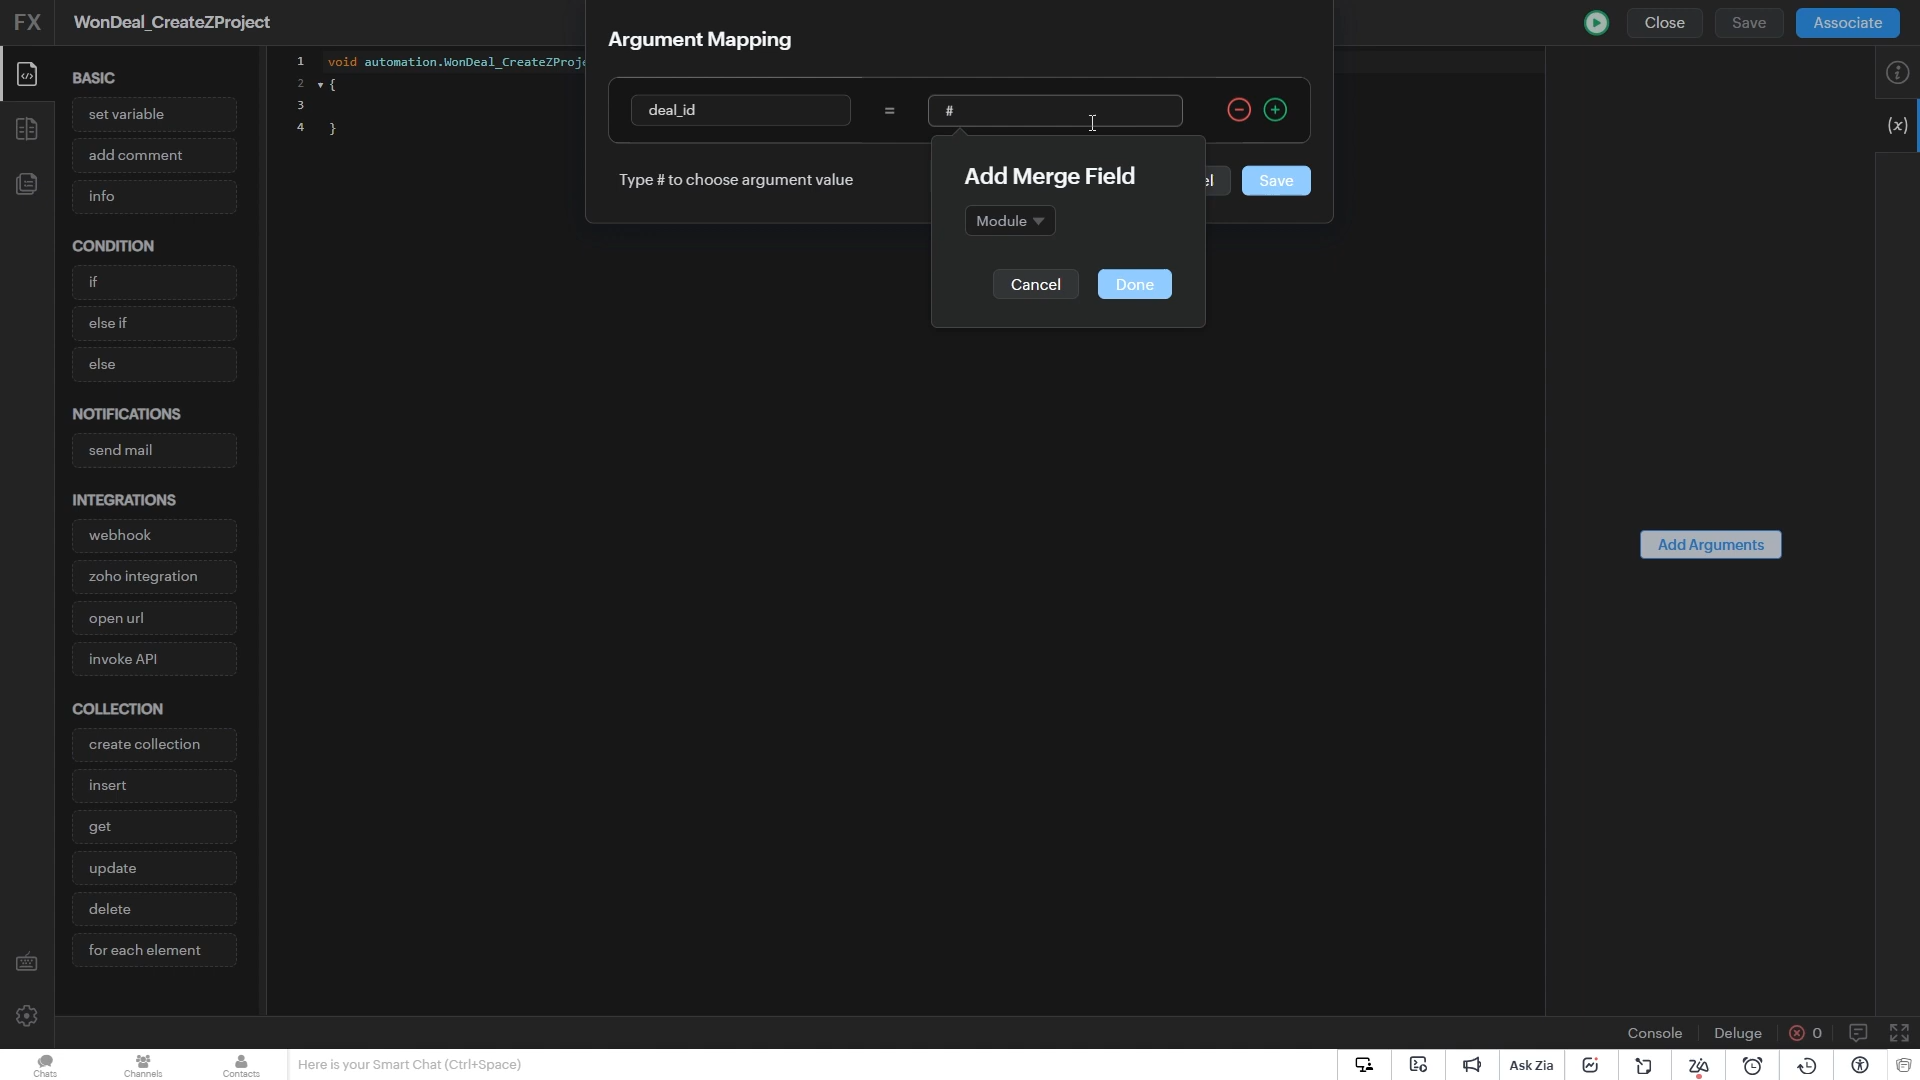 FX
WonDeal_CreateZProject
Close
Save
Associate
Argument Mapping
deal_id
=
#
Type # to choose argument value
el
Save
Add Merge Field
Module
Cancel
Done
1 void automation.WonDeal_CreateZProje
2 {
3
4 }
BASIC
set variable
add comment
info
CONDITION
if
else if
else
NOTIFICATIONS
send mail
INTEGRATIONS
webhook
zoho integration
open url
invoke API
COLLECTION
create collection
insert
get
update
delete
for each element
(x)
Add Arguments
Console
Deluge
0
Chats
Channels
Contacts
Here is your Smart Chat (Ctrl+Space)
Ask Zia